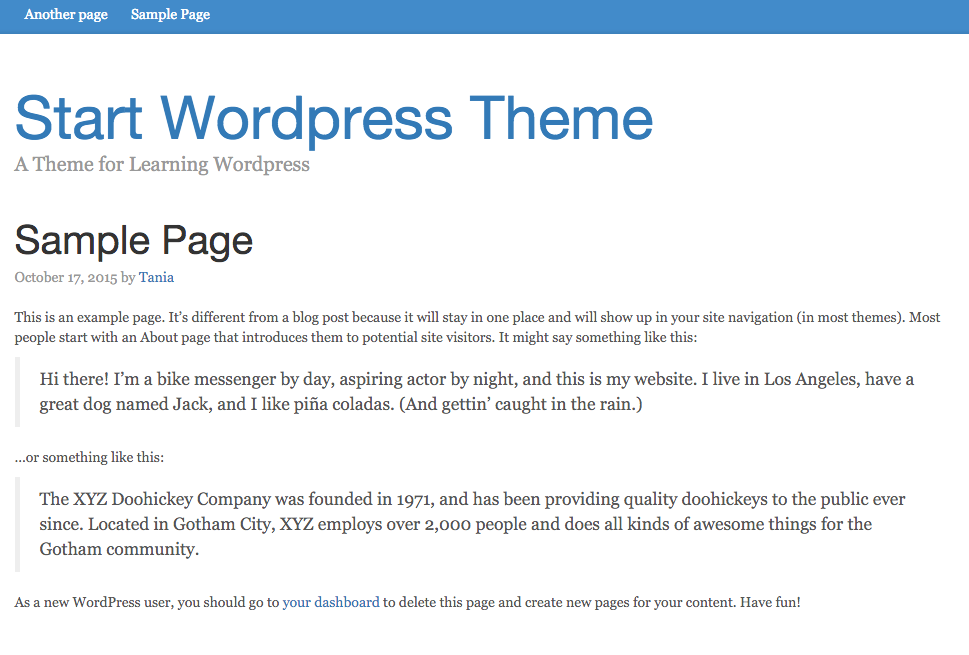 Another page Sample Page
Start Wordpress Theme
A Theme for Learning Wordpress
Sample Page
October 17, 2015 by Tania
This is an example page. It’s different from a blog post because it will stay in one place and will show up in your site navigation (in most themes). Most
people start with an About page that introduces them to potential site visitors. It might say something like this:
Hi there! I’m a bike messenger by day, aspiring actor by night, and this is my website. I live in Los Angeles, have a
great dog named Jack, and I like piña coladas. (And gettin’ caught in the rain.)
...or something like this:
The XYZ Doohickey Company was founded in 1971, and has been providing quality doohickeys to the public ever
since. Located in Gotham City, XYZ employs over 2,000 people and does all kinds of awesome things for the
Gotham community.
As a new WordPress user, you should go to your dashboard to delete this page and create new pages for your content. Have fun!